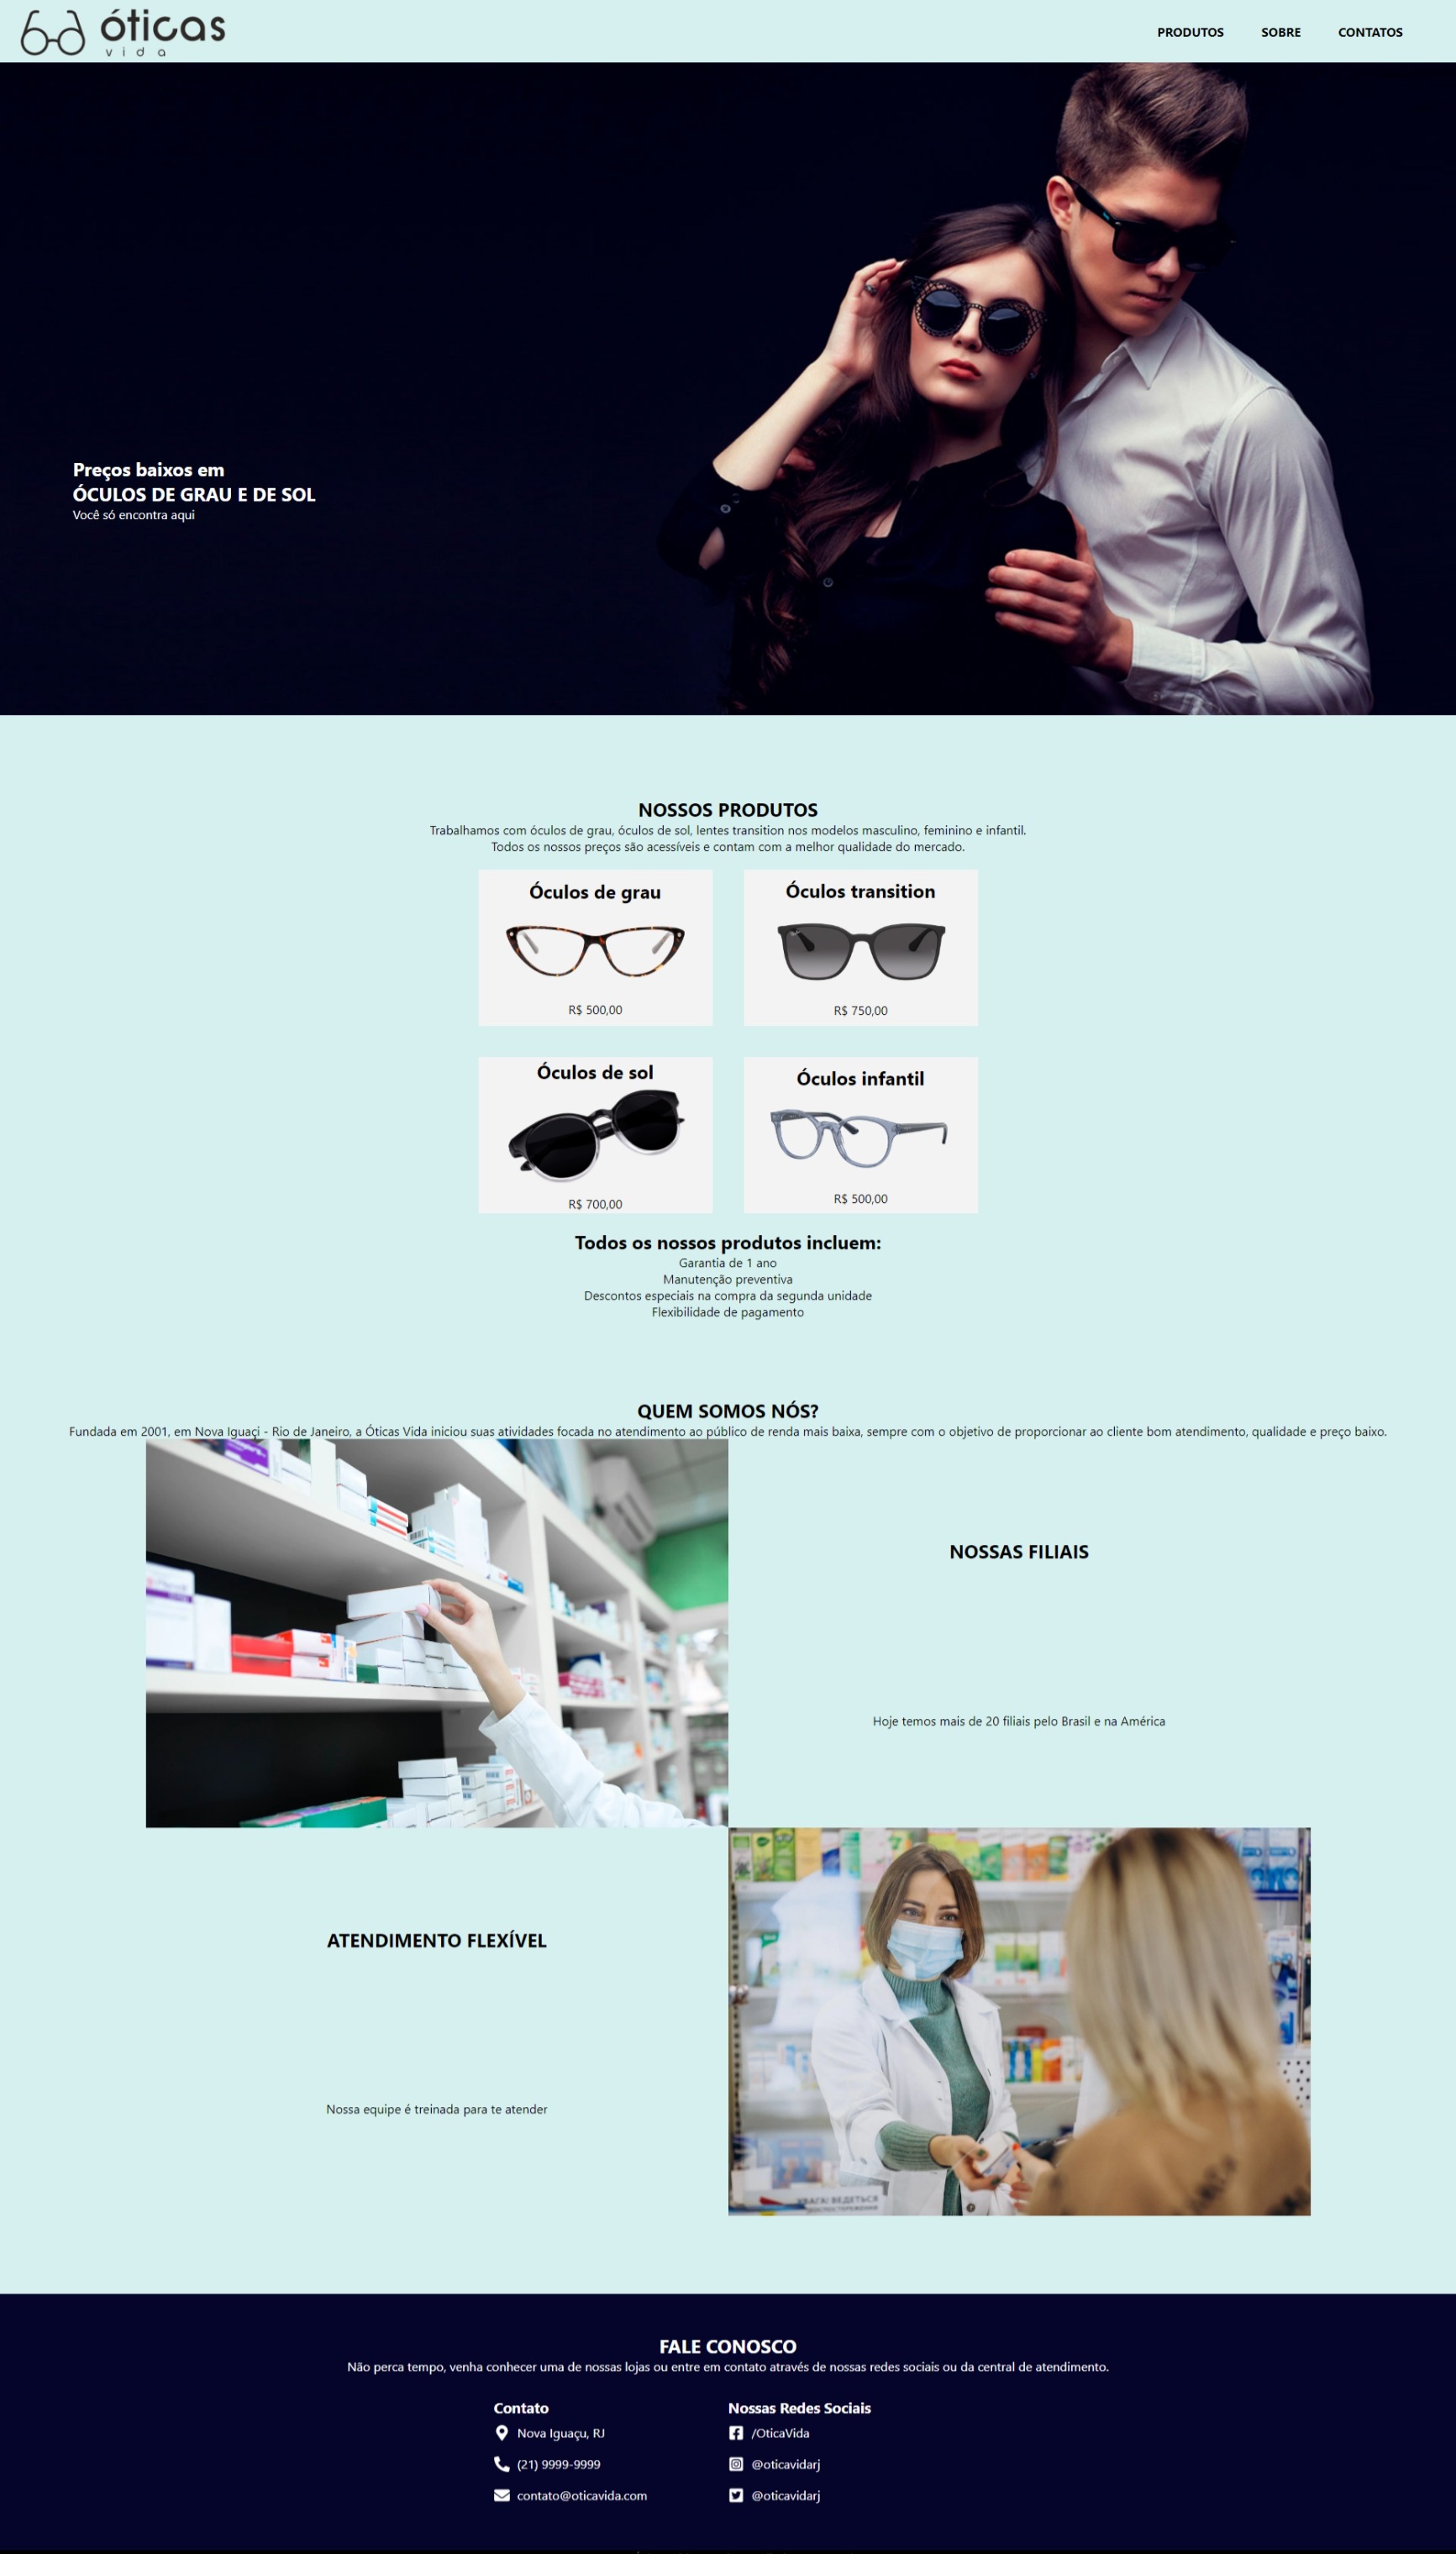 óticas
vida
PRODUTOS SOBRE CONTATOS
Preços baixos em
ÓCULOS DE GRAU E DE SOL
Você só encontra aqui
NOSSOS PRODUTOS
Trabalhamos com óculos de grau, óculos de sol, lentes transition nos modelos masculino, feminino e infantil.
Todos os nossos preços são acessíveis e contam com a melhor qualidade do mercado.
Óculos de grau
R$ 500,00
Óculos transition
R$ 750,00
Óculos de sol
R$ 700,00
Óculos infantil
R$ 500,00
Todos os nossos produtos incluem:
Garantia de 1 ano
Manutenção preventiva
Descontos especiais na compra da segunda unidade
Flexibilidade de pagamento
QUEM SOMOS NÓS?
Fundada em 2001, em Nova Iguaçi - Rio de Janeiro, a Óticas Vida iniciou suas atividades focada no atendimento ao público de renda mais baixa, sempre com o objetivo de proporcionar ao cliente bom atendimento, qualidade e preço baixo.
NOSSAS FILIAIS
Hoje temos mais de 20 filiais pelo Brasil e na América
ATENDIMENTO FLEXÍVEL
Nossa equipe é treinada para te atender
FALE CONOSCO
Não perca tempo, venha conhecer uma de nossas lojas ou entre em contato através de nossas redes sociais ou da central de atendimento.
Contato
Nova Iguaçu, RJ
(21) 9999-9999
contato@oticavida.com
Nossas Redes Sociais
/OticaVida
@oticavidarj
@oticavidarj